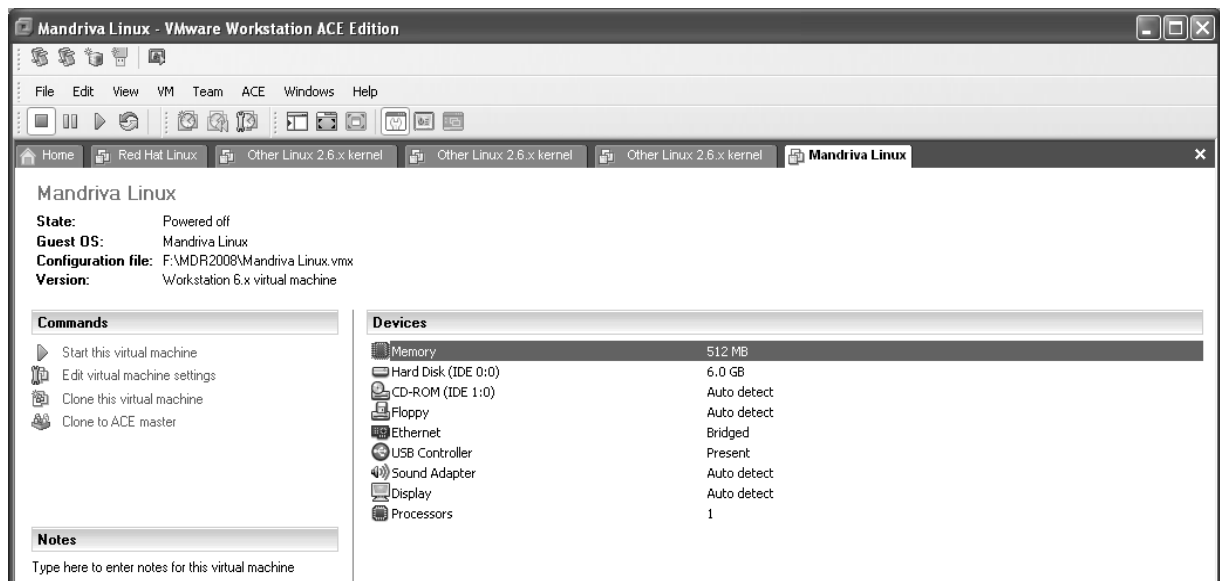 Mandriva Linux - VMware Workstation ACE Edition
File Edit View VM Team ACE Windows Help
Home Red Hat Linux Other Linux 2.6.x kernel Other Linux 2.6.x kernel Other Linux 2.6.x kernel Mandriva Linux
Mandriva Linux
State: Powered off
Guest OS: Mandriva Linux
Configuration file: F:\MDR2008\Mandriva Linux.vmx
Version: Workstation 6.x virtual machine
Commands
Start this virtual machine
Edit virtual machine settings
Clone this virtual machine
Clone to ACE master
Notes
Type here to enter notes for this virtual machine
Devices
Memory 512 MB
Hard Disk (IDE 0:0) 6.0 GB
CD-ROM (IDE 1:0) Auto detect
Floppy Auto detect
Ethernet Bridged
USB Controller Present
Sound Adapter Auto detect
Display Auto detect
Processors 1